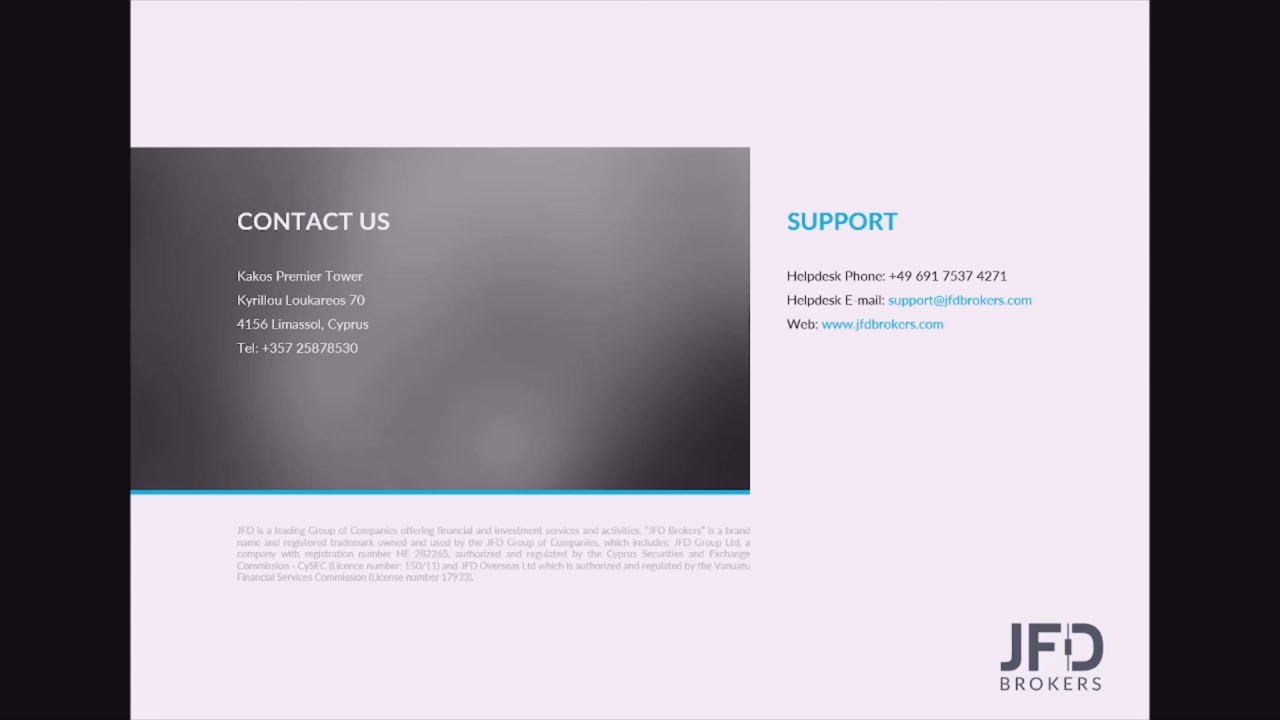 CONTACT US
Kakos Premier Tower
Kyrillou Loukareos 70
4156 Limassol, Cyprus
Tel: +357 25878530
SUPPORT
Helpdesk Phone: +49 691 7537 4271
Helpdesk E-mail: support@jfdbrokers.com
Web: www.jfdbrokers.com
JFD is a leading Group of Companies offering financial and investment services and activities. "JFD Brokers" is a brand
name and registered trademark owned and used by the JFD Group of Companies, which includes: JFD Group Ltd, a
company with registration number HE 282265, authorized and regulated by the Cyprus Securities and Exchange
Commission - CySEC (Licence number: 150/11) and JFD Overseas Ltd which is authorized and regulated by the Vanuatu
Financial Services Commission (License number 17933).
JFD
BROKERS